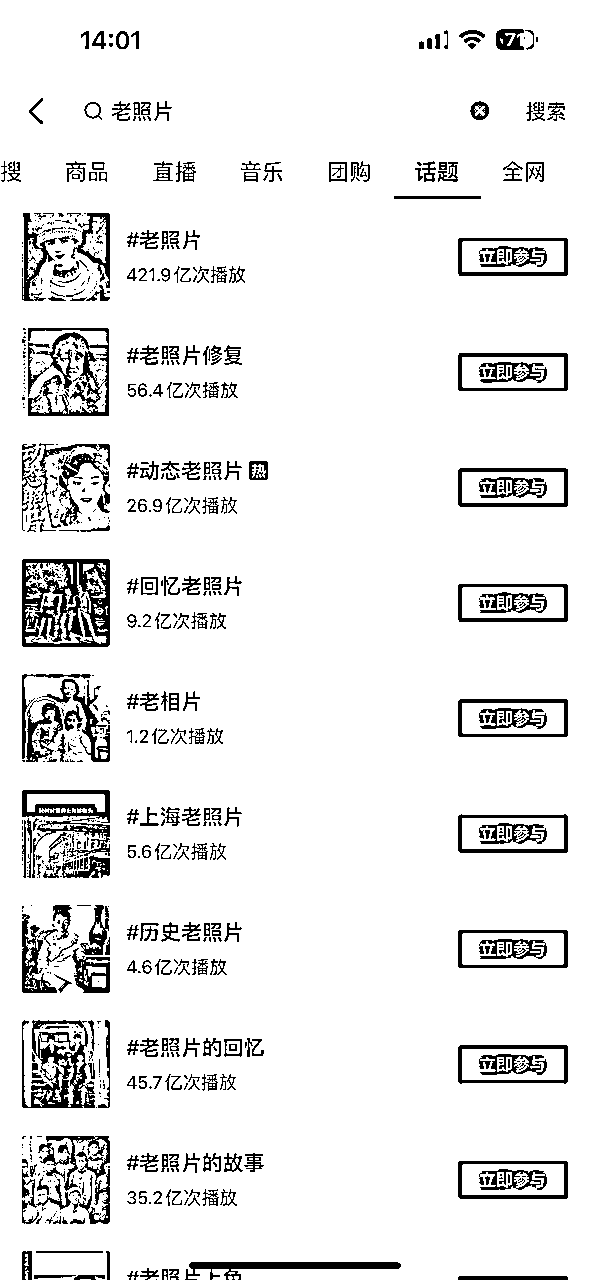 14:01
71
老照片
搜索
搜 商品 直播 音乐 团购 话题 全网
#老照片
421.9亿次播放
立即参与
#老照片修复
56.4亿次播放
立即参与
#动态老照片 热
26.9亿次播放
立即参与
#回忆老照片
9.2亿次播放
立即参与
#老相片
1.2亿次播放
立即参与
#上海老照片
5.6亿次播放
立即参与
#历史老照片
4.6亿次播放
立即参与
#老照片的回忆
45.7亿次播放
立即参与
#老照片的故事
35.2亿次播放
立即参与
#老照片上色